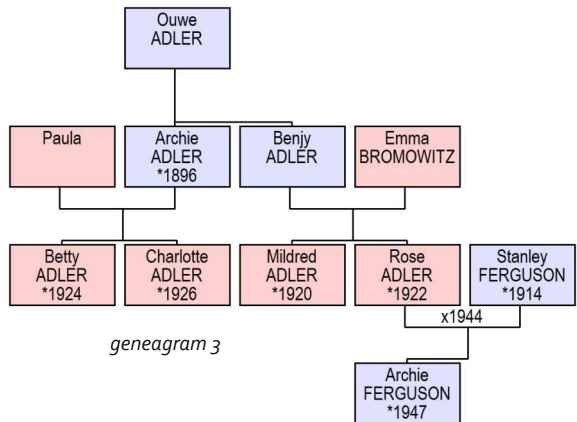 Ouwe
ADLER
Paula
Archie
ADLER
*1896
Benjy
ADLER
Emma
BROMOWITZ
Betty
ADLER
*1924
Charlotte
ADLER
*1926
Mildred
ADLER
*1920
Rose
ADLER
*1922
Stanley
FERGUSON
*1914
x1944
geneagram 3
Archie
FERGUSON
*1947